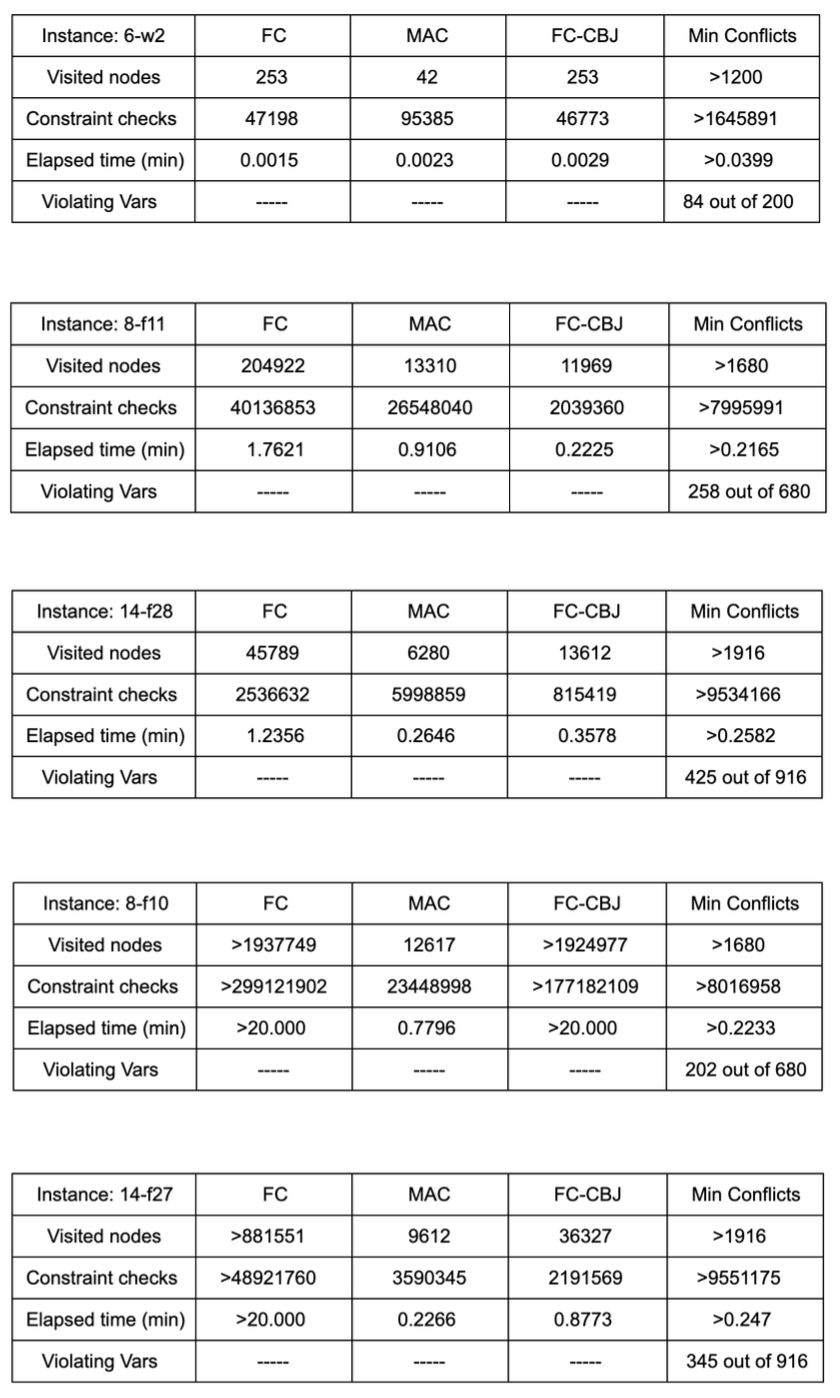 Instance: 6-w2 FC MAC FC-CBJ Min Conflicts
Visited nodes 253 42 253 >1200
Constraint checks 47198 95385 46773 >1645891
Elapsed time (min) 0.0015 0.0023 0.0029 >0.0399
Violating Vars ----- ----- ----- 84 out of 200
Instance: 8-f11 FC MAC FC-CBJ Min Conflicts
Visited nodes 204922 13310 11969 >1680
Constraint checks 40136853 26548040 2039360 >7995991
Elapsed time (min) 1.7621 0.9106 0.2225 >0.2165
Violating Vars ----- ----- ----- 258 out of 680
Instance: 14-f28 FC MAC FC-CBJ Min Conflicts
Visited nodes 45789 6280 13612 >1916
Constraint checks 2536632 5998859 815419 >9534166
Elapsed time (min) 1.2356 0.2646 0.3578 >0.2582
Violating Vars ----- ----- ----- 425 out of 916
Instance: 8-f10 FC MAC FC-CBJ Min Conflicts
Visited nodes >1937749 12617 >1924977 >1680
Constraint checks >299121902 23448998 >177182109 >8016958
Elapsed time (min) >20.000 0.7796 >20.000 >0.2233
Violating Vars ----- ----- ----- 202 out of 680
Instance: 14-f27 FC MAC FC-CBJ Min Conflicts
Visited nodes >881551 9612 36327 >1916
Constraint checks >48921760 3590345 2191569 >9551175
Elapsed time (min) >20.000 0.2266 0.8773 >0.247
Violating Vars ----- ----- ----- 345 out of 916